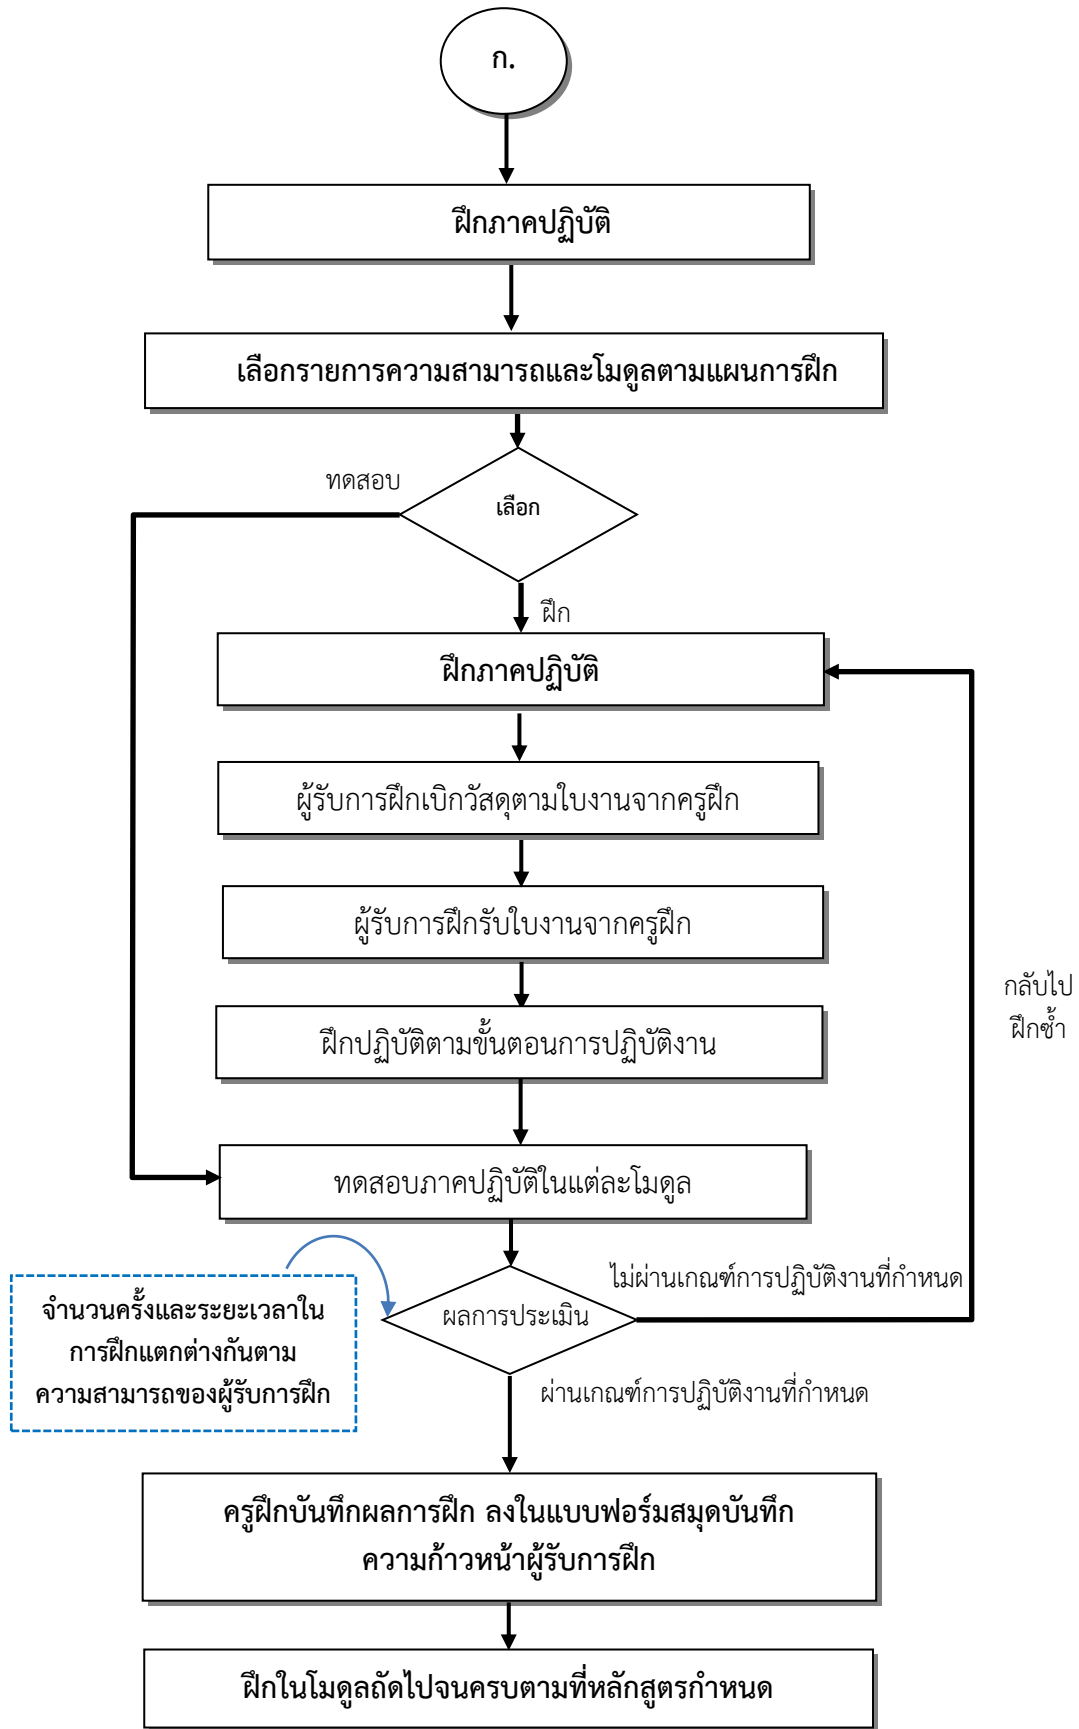 ก.
ฝึกภาคปฏิบัติ
เลือกรายการความสามารถและโมดูลตามแผนการฝึก
ทดสอบ
เลือก
ฝึก
ฝึกภาคปฏิบัติ
ผู้รับการฝึกเบิกวัสดุตามใบงานจากครูฝึก
ผู้รับการฝึกรับใบงานจากครูฝึก
กลับไป
ฝึกซ้ำ
ฝึกปฏิบัติตามขั้นตอนการปฏิบัติงาน
ทดสอบภาคปฏิบัติในแต่ละโมดูล
ไม่ผ่านเกณฑ์การปฏิบัติงานที่กำหนด
จำนวนครั้งและระยะเวลาใน
การฝึกแตกต่างกันตาม
ความสามารถของผู้รับการฝึก
ผลการประเมิน
ผ่านเกณฑ์การปฏิบัติงานที่กำหนด
ครูฝึกบันทึกผลการฝึก ลงในแบบฟอร์มสมุดบันทึก
ความก้าวหน้าผู้รับการฝึก
ฝึกในโมดูลถัดไปจนครบตามที่หลักสูตรกำหนด